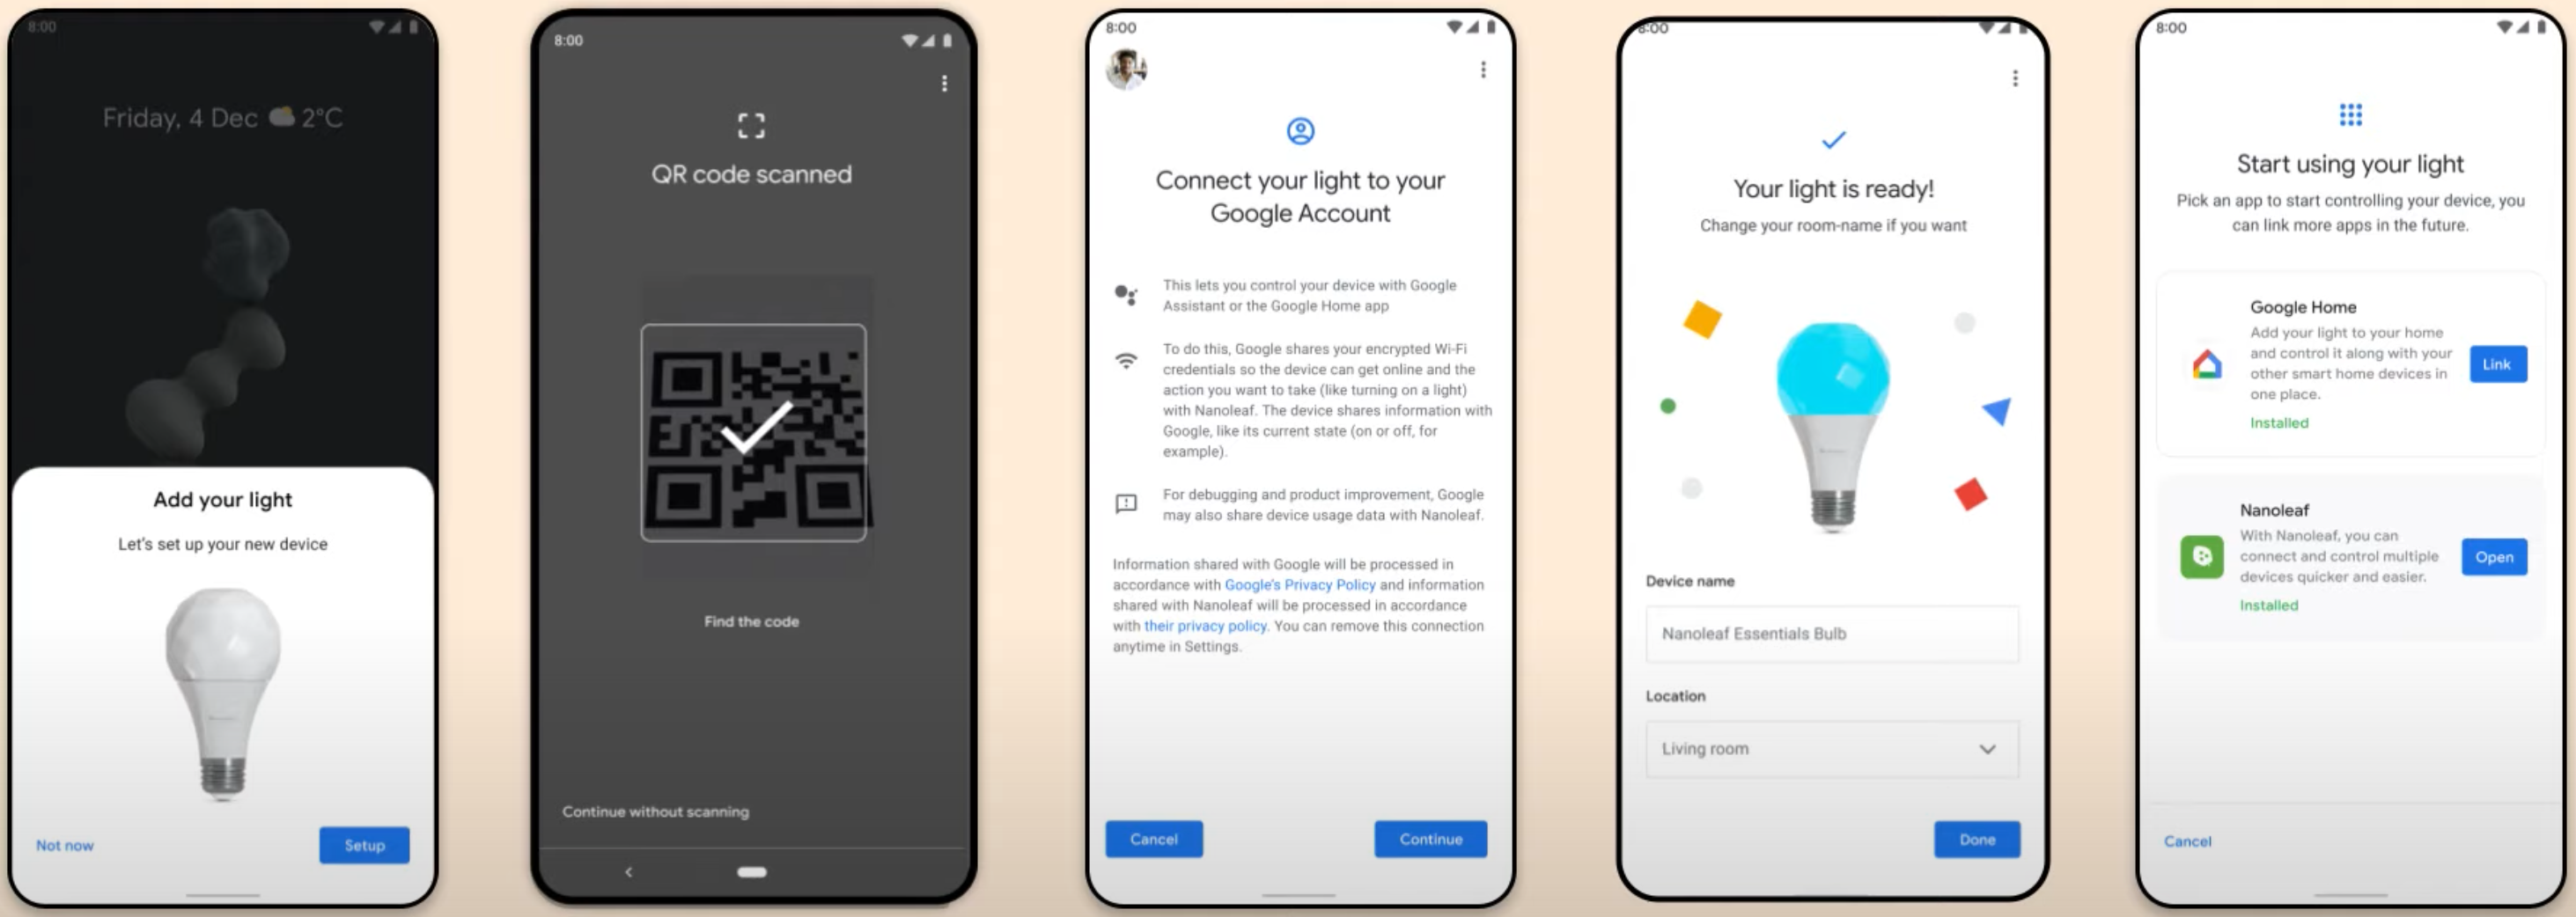 8:00
Friday, 4 Dec 2°C
Add your light
Let's set up your new device
Not now
Setup
8:00
QR code scanned
Find the code
Continue without scanning
8:00
Connect your light to your
Google Account
This lets you control your device with Google
Assistant or the Google Home app
To do this, Google shares your encrypted Wi-Fi
credentials so the device can get online and the
action you want to take (like turning on a light)
with Nanoleaf. The device shares information with
Google, like its current state (on or off, for
example).
For debugging and product improvement, Google
may also share device usage data with Nanoleaf.
Information shared with Google will be processed in
accordance with Google's Privacy Policy and information
shared with Nanoleaf will be processed in accordance
with their privacy policy. You can remove this connection
anytime in Settings.
Cancel
Continue
8:00
Your light is ready!
Change your room-name if you want
Device name
Nanoleaf Essentials Bulb
Location
Living room
Done
8:00
Start using your light
Pick an app to start controlling your device, you
can link more apps in the future.
Google Home
Add your light to your home
and control it along with your
other smart home devices in
one place.
Installed
Link
Nanoleaf
With Nanoleaf, you can
connect and control multiple
devices quicker and easier.
Installed
Open
Cancel